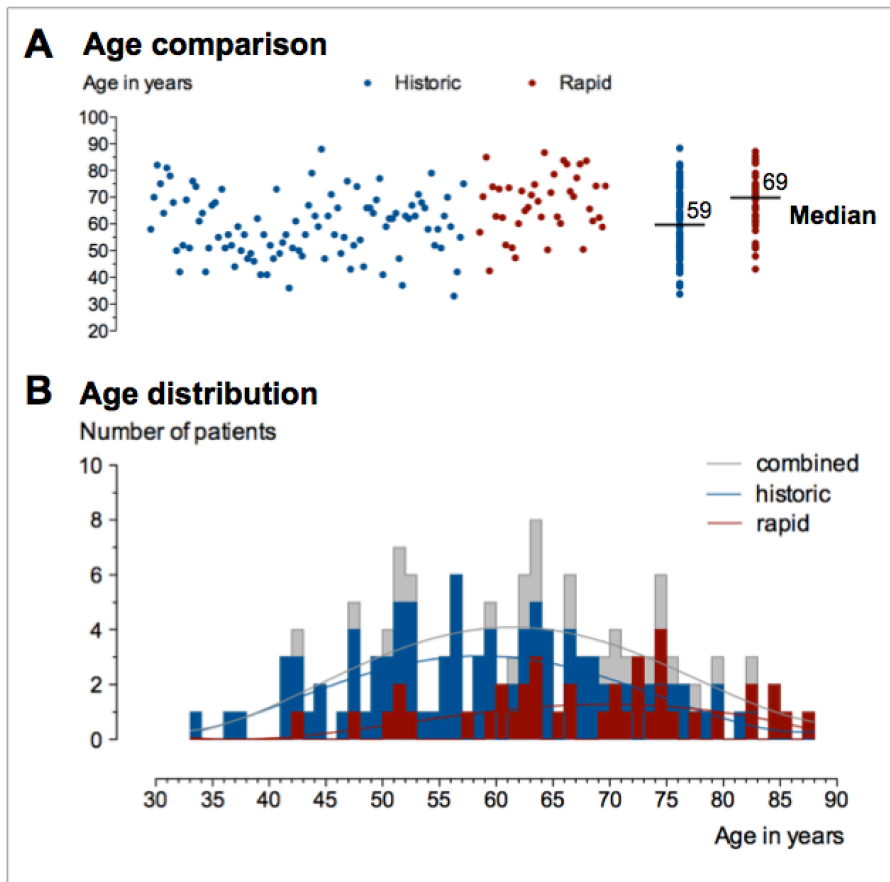 A Age comparison
Age in years Historic Rapid
100
90
80
70
60
50
40
30
20
59
69
Median
B Age distribution
Number of patients
combined
historic
rapid
10
8
6
4
2
0
30 35 40 45 50 55 60 65 70 75 80 85 90
Age in years